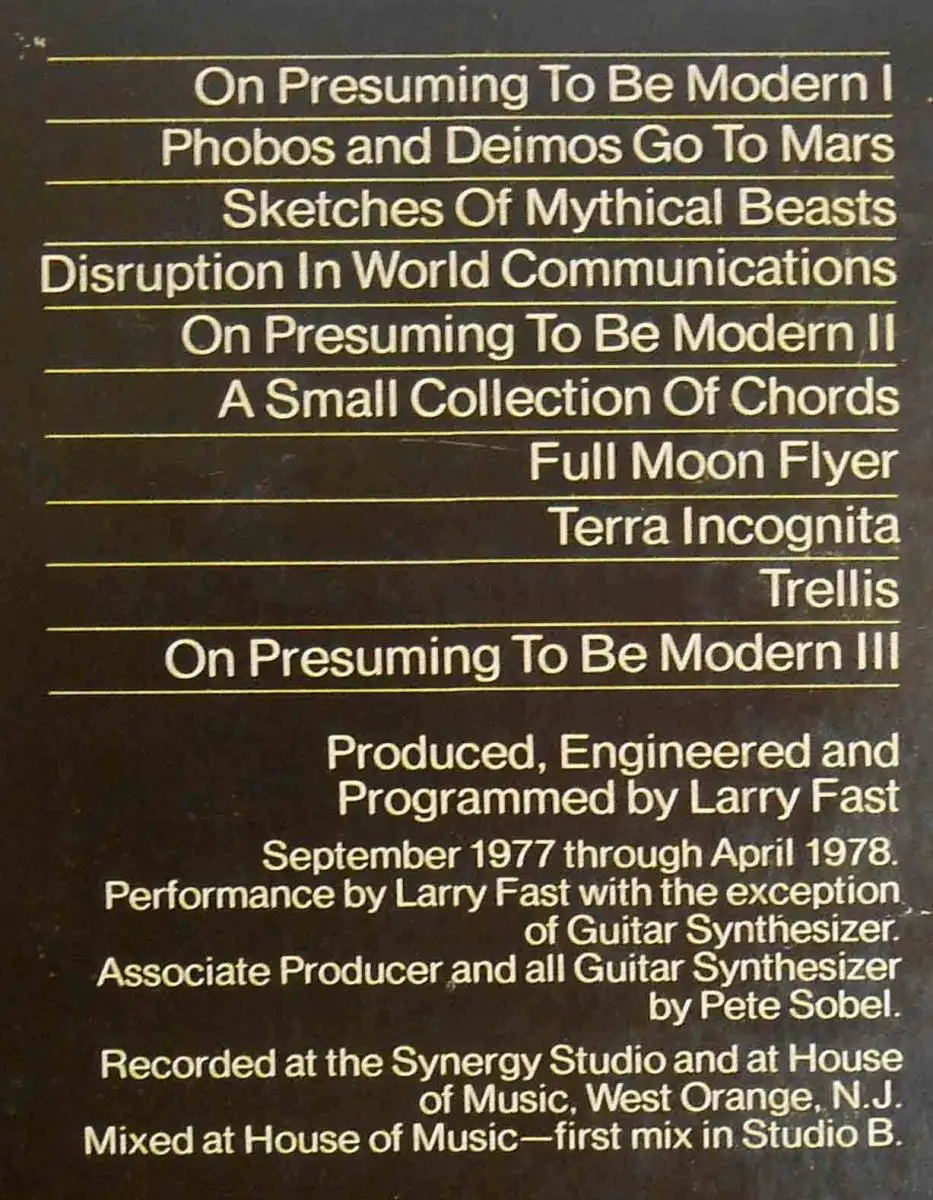 On Presuming To Be Modern I
Phobos and Deimos Go To Mars
Sketches Of Mythical Beasts
Disruption In World Communications
On Presuming To Be Modern II
A Small Collection Of Chords
Full Moon Flyer
Terra Incognita
Trellis
On Presuming To Be Modern III
Produced, Engineered and
Programmed by Larry Fast
September 1977 through April 1978.
Performance by Larry Fast with the exception
of Guitar Synthesizer.
Associate Producer and all Guitar Synthesizer
by Pete Sobel.
Recorded at the Synergy Studio and at House
of Music, West Orange, N.J.
Mixed at House of Music—first mix in Studio B.